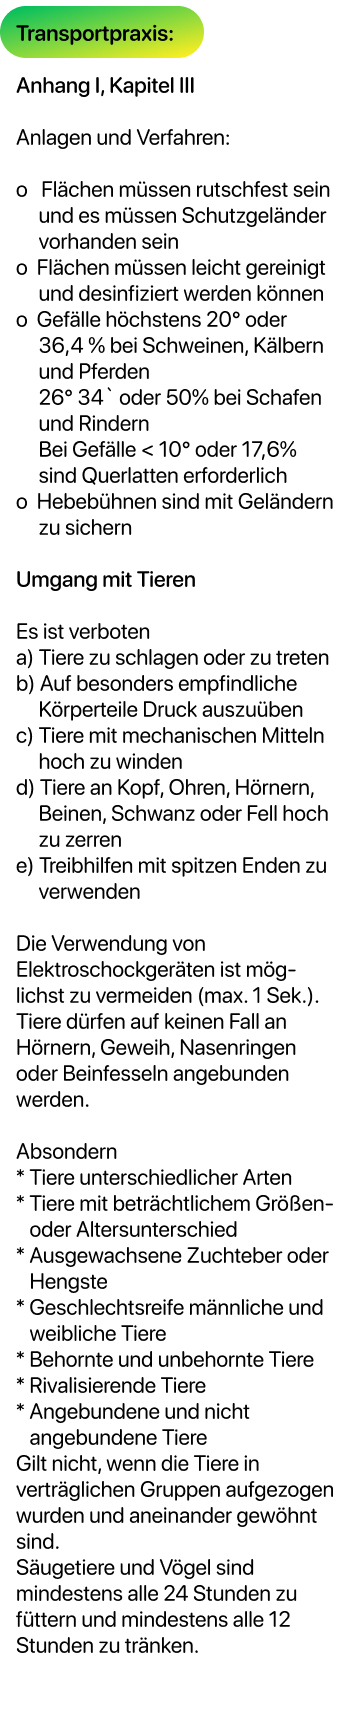 Transportpraxis:
Anhang I, Kapitel III
Anlagen und Verfahren:
o Flächen müssen rutschfest sein
und es müssen Schutzgeländer
vorhanden sein
o Flächen müssen leicht gereinigt
und desinfiziert werden können
o Gefälle höchstens 20° oder
36,4 % bei Schweinen, Kälbern
und Pferden
26° 34` oder 50% bei Schafen
und Rindern
Bei Gefälle < 10° oder 17,6%
sind Querlatten erforderlich
o Hebebühnen sind mit Geländern
zu sichern
Umgang mit Tieren
Es ist verboten
a) Tiere zu schlagen oder zu treten
b) Auf besonders empfindliche
Körperteile Druck auszuüben
c) Tiere mit mechanischen Mitteln
hoch zu winden
d) Tiere an Kopf, Ohren, Hörnern,
Beinen, Schwanz oder Fell hoch
zu zerren
e) Treibhilfen mit spitzen Enden zu
verwenden
Die Verwendung von
Elektroschockgeräten ist mög-
lichst zu vermeiden (max. 1 Sek.).
Tiere dürfen auf keinen Fall an
Hörnern, Geweih, Nasenringen
oder Beinfesseln angebunden
werden.
Absondern
* Tiere unterschiedlicher Arten
* Tiere mit beträchtlichem Größen-
oder Altersunterschied
* Ausgewachsene Zuchteber oder
Hengste
* Geschlechtsreife männliche und
weibliche Tiere
* Behornte und unbehornte Tiere
* Rivalisierende Tiere
* Angebundene und nicht
angebundene Tiere
Gilt nicht, wenn die Tiere in
verträglichen Gruppen aufgezogen
wurden und aneinander gewöhnt
sind.
Säugetiere und Vögel sind
mindestens alle 24 Stunden zu
füttern und mindestens alle 12
Stunden zu tränken.